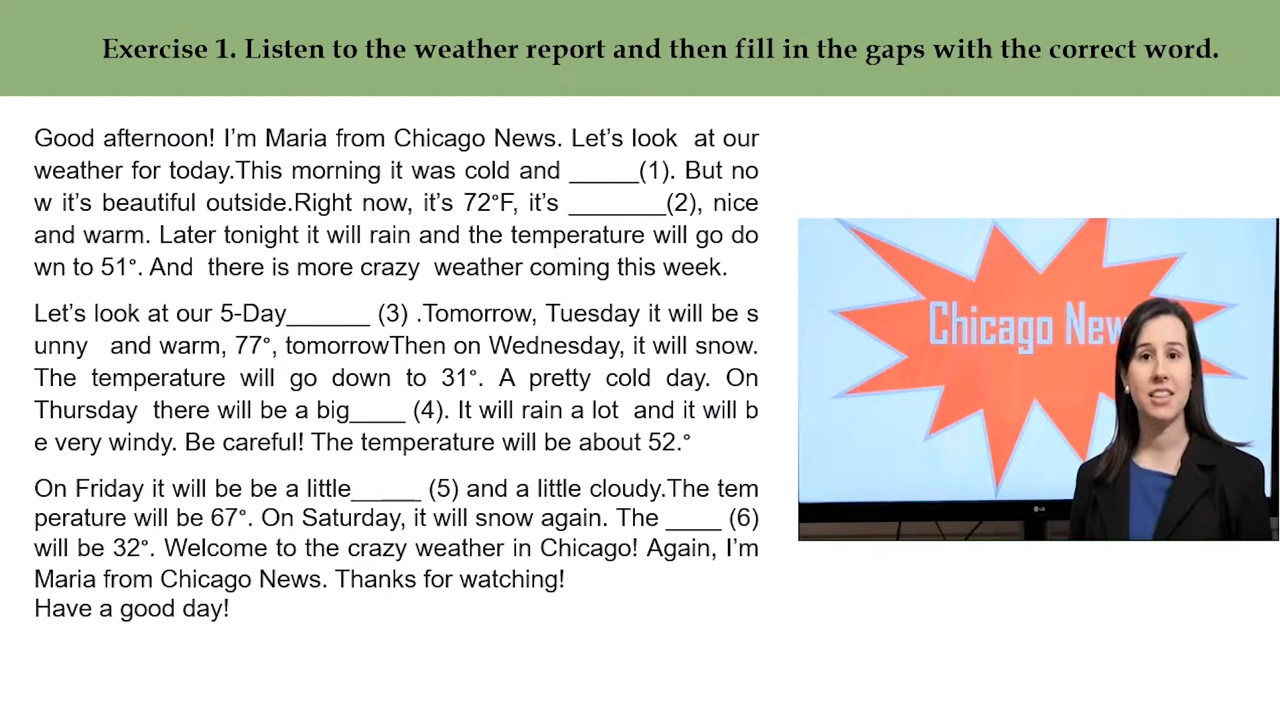 Exercise 1. Listen to the weather report and then fill in the gaps with the correct word.
Good afternoon! I’m Maria from Chicago News. Let’s look at our
weather for today.This morning it was cold and _____(1). But no
w it’s beautiful outside.Right now, it’s 72°F, it’s _______(2), nice
and warm. Later tonight it will rain and the temperature will go do
wn to 51°. And there is more crazy weather coming this week.
Let’s look at our 5-Day______ (3) .Tomorrow, Tuesday it will be s
unny and warm, 77°, tomorrowThen on Wednesday, it will snow.
The temperature will go down to 31°. A pretty cold day. On
Thursday there will be a big____ (4). It will rain a lot and it will b
e very windy. Be careful! The temperature will be about 52.°
On Friday it will be be a little_____ (5) and a little cloudy.The tem
perature will be 67°. On Saturday, it will snow again. The ____ (6)
will be 32°. Welcome to the crazy weather in Chicago! Again, I’m
Maria from Chicago News. Thanks for watching!
Have a good day!
Chicago New
LG